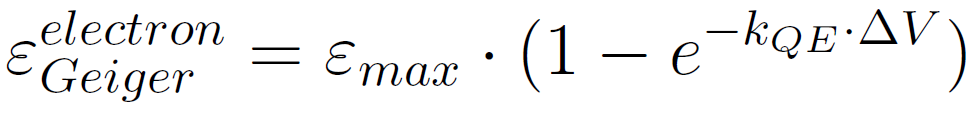 ε_{Geiger}^{electron} = ε_{max} · (1 − e^{−k_{QE}·ΔV})